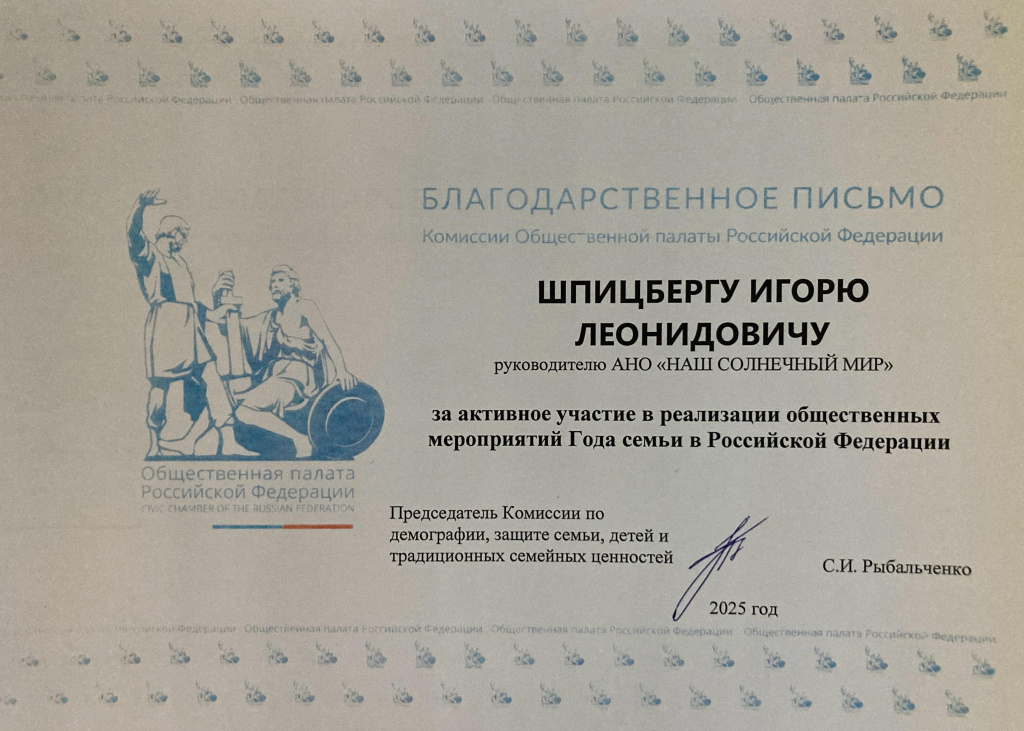 Общественная палата Российской Федерации Общественная палата Российской Федерации Общественная палата Российской Федерации Общественная палата Российской Федерации
БЛАГОДАРСТВЕННОЕ ПИСЬМО
Комиссии Общественной палаты Российской Федерации
ШПИЦБЕРГУ ИГОРЮ
ЛЕОНИДОВИЧУ
руководителю АНО «НАШ СОЛНЕЧНЫЙ МИР»
за активное участие в реализации общественных
мероприятий Года семьи в Российской Федерации
Общественная палата
Российской Федерации
CIVIC CHAMBER OF THE RUSSIAN FEDERATION
Председатель Комиссии по
демографии, защите семьи, детей и
традиционных семейных ценностей
С.И. Рыбальченко
2025 год
Общественная палата Российской Федерации Общественная палата Российской Федерации Общественная палата Российской Федерации Общественная палата Российской Федерации